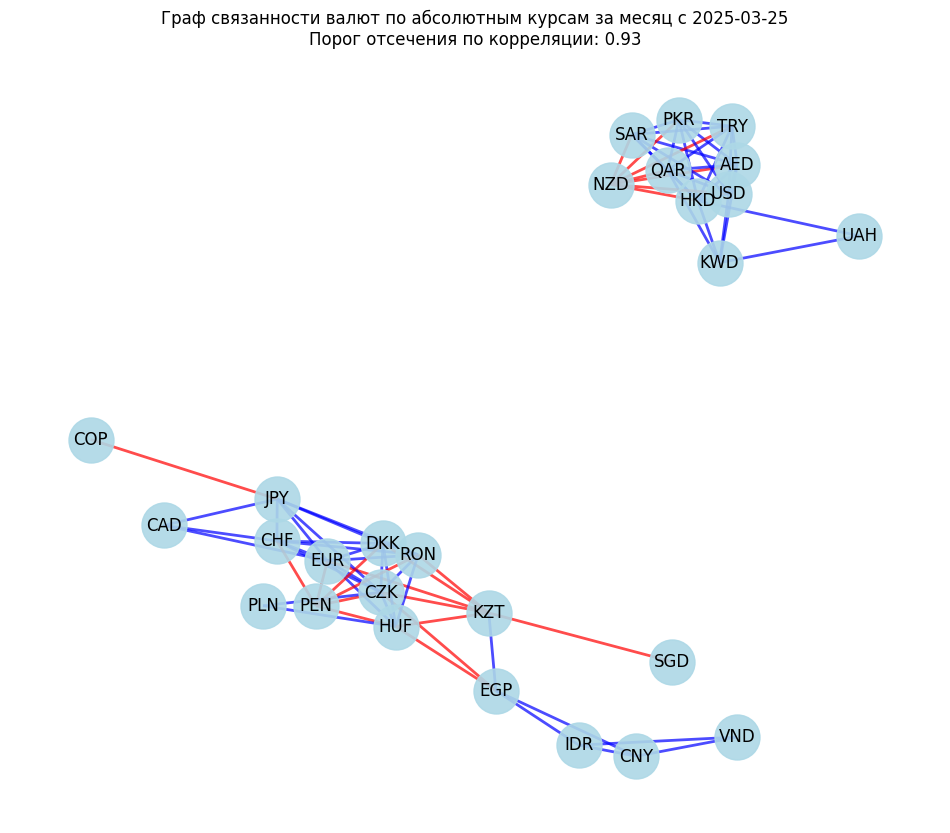 Граф связанности валют по абсолютным курсам за месяц с 2025-03-25
Порог отсечения по корреляции: 0.93
PKR
TRY
SAR
AED
QAR
NZD
USD
HKD
UAH
KWD
COP
JPY
CAD
CHF
DKK
RON
EUR
CZK
PLN
PEN
KZT
HUF
SGD
EGP
VND
IDR
CNY